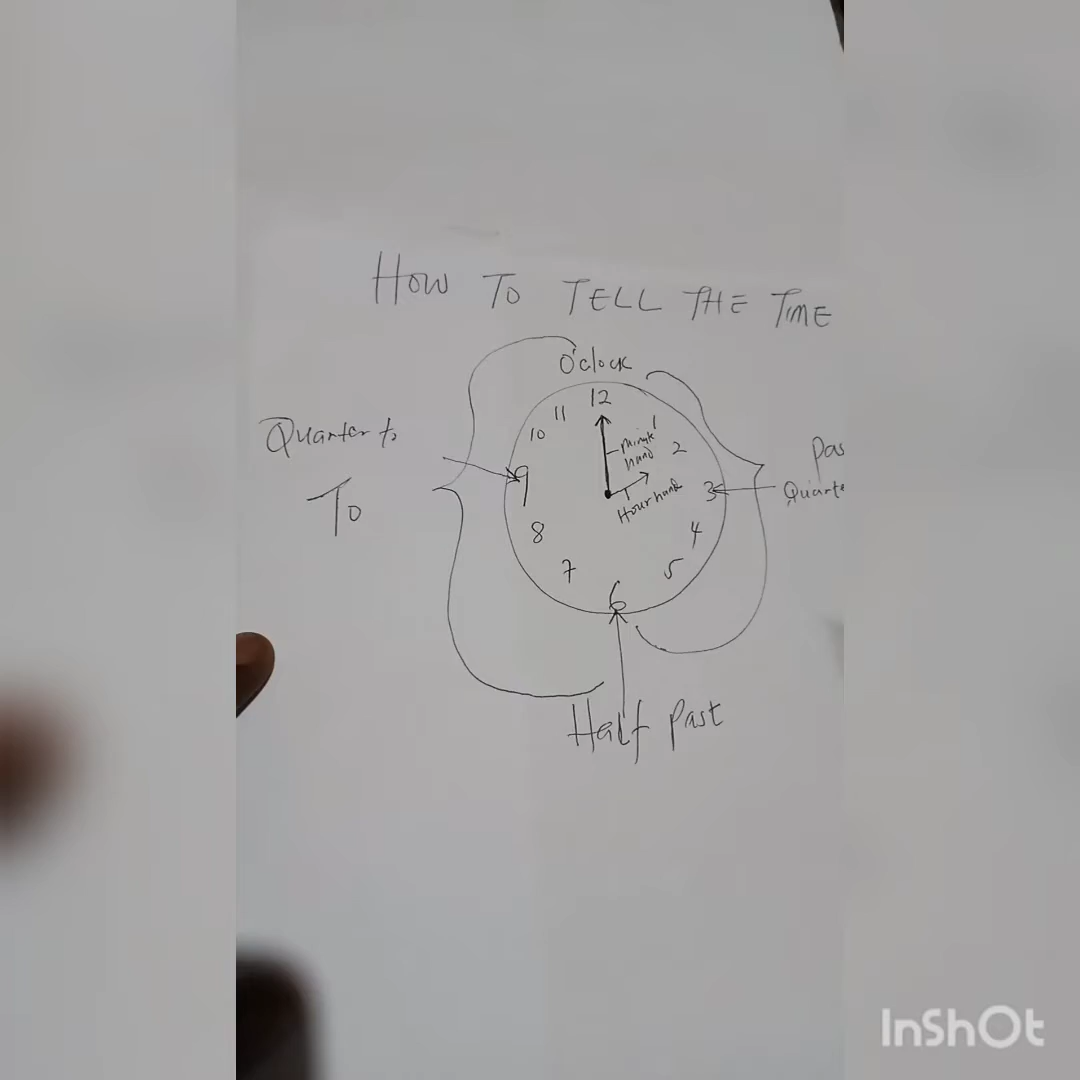 HOW TO TELL THE TIME
O'clock
12
11
1
10
2
Minute
hand
Quarter to
Pas
9
3
Quarte
Hour hand
To
8
4
7
5
6
Half Past
InShOt